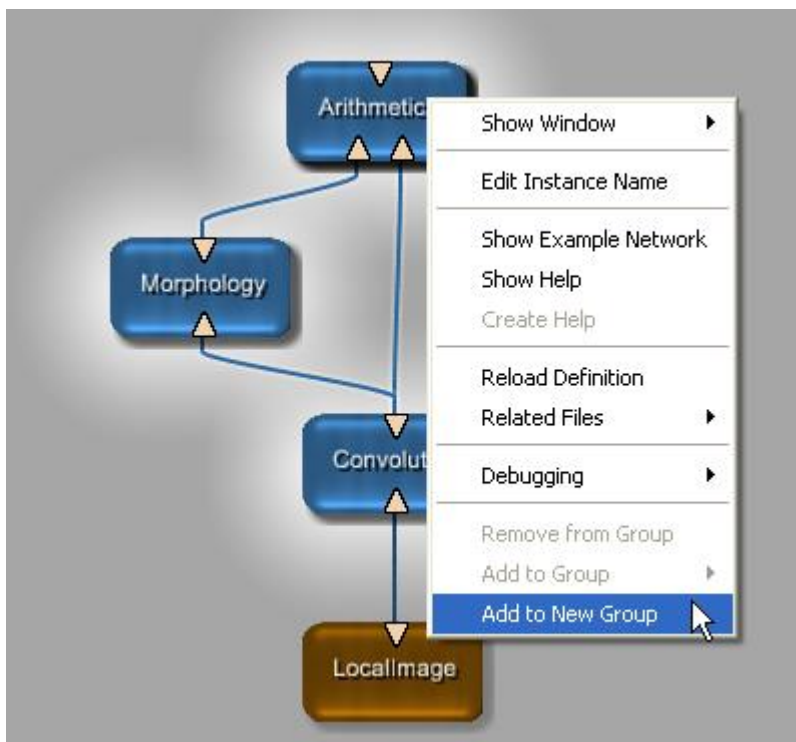 Arithmetic
Show Window
Edit Instance Name
Show Example Network
Morphology
Show Help
Create Help
Reload Definition
Related Files
Convolut
Debugging
Remove from Group
Add to Group
Add to New Group
LocalImage